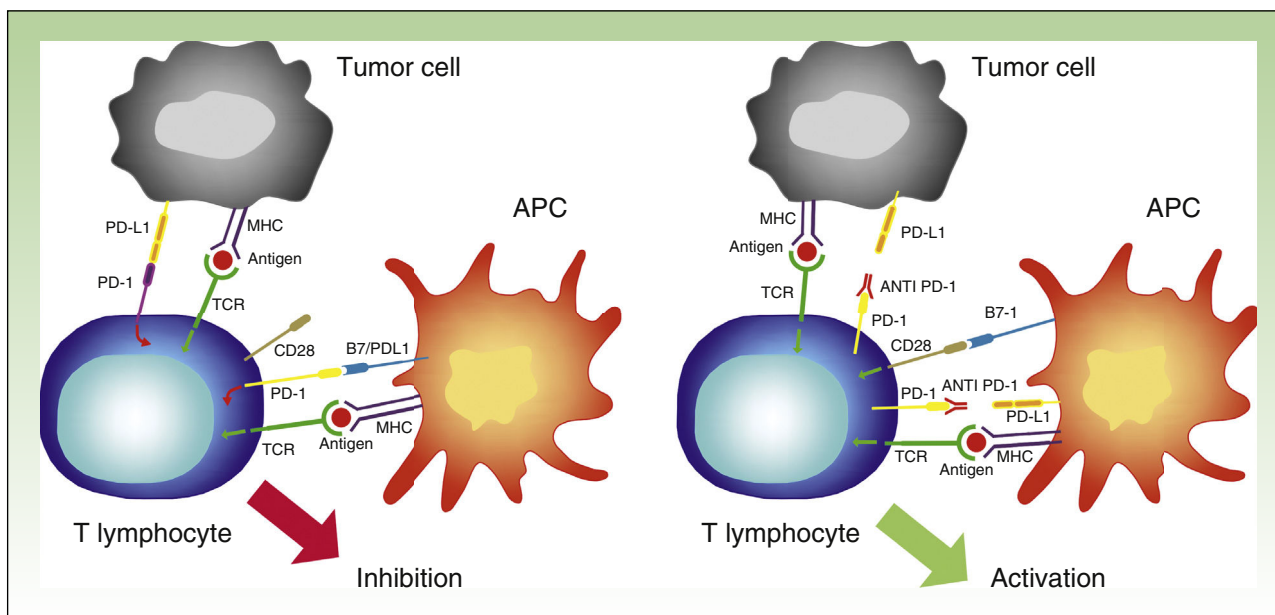 Tumor cell
APC
PD-L1
MHC
Antigen
PD-1
TCR
CD28
B7/PDL1
PD-1
MHC
Antigen
TCR
T lymphocyte
Inhibition
Tumor cell
APC
MHC
PD-L1
Antigen
ANTI PD-1
TCR
PD-1
B7-1
CD28
PD-1
ANTI PD-1
PD-L1
TCR
MHC
Antigen
T lymphocyte
Activation